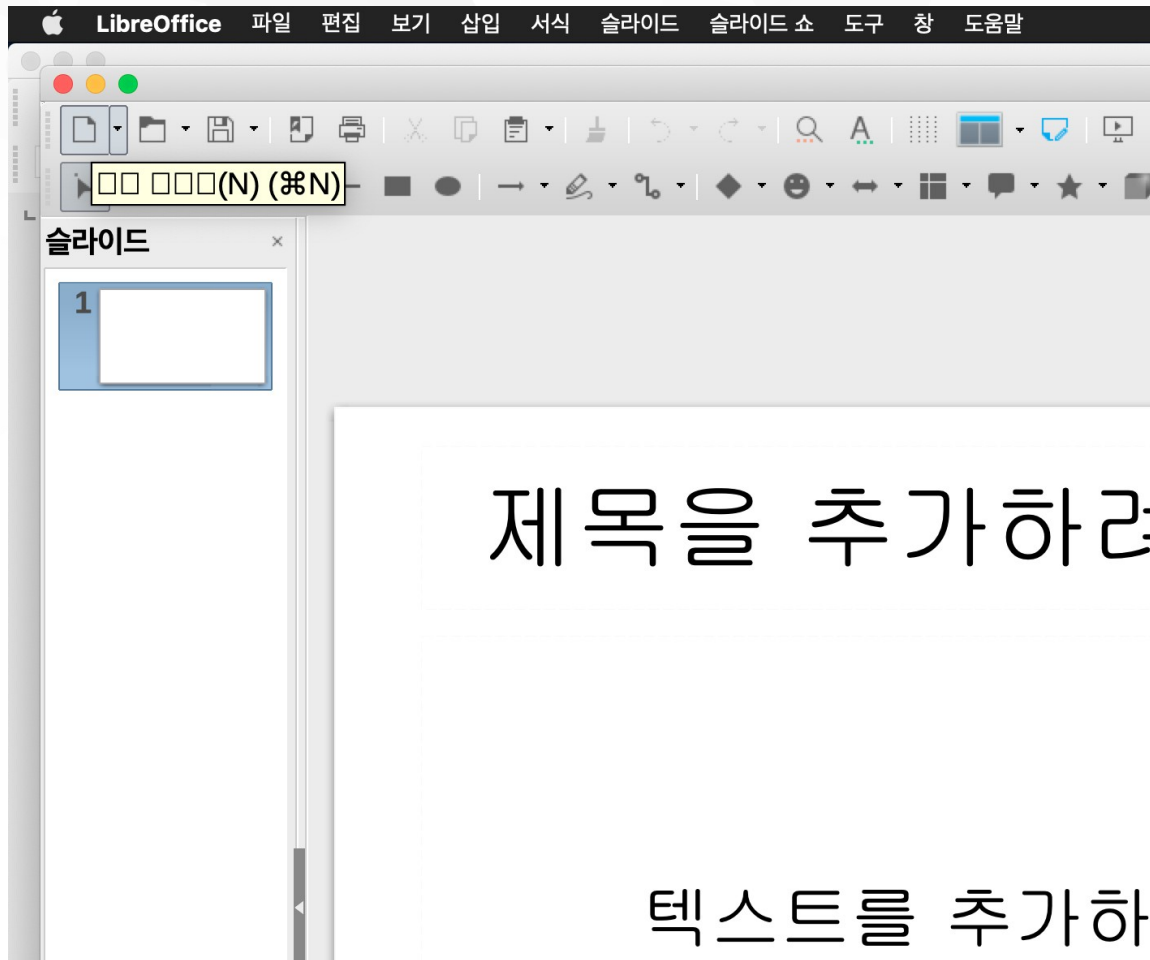 LibreOffice 파일 편집 보기 삽입 서식 슬라이드 슬라이드 쇼 도구 창 도움말
□□ □□□(N) (⌘N)
슬라이드
1
제목을 추가하려
텍스트를 추가하